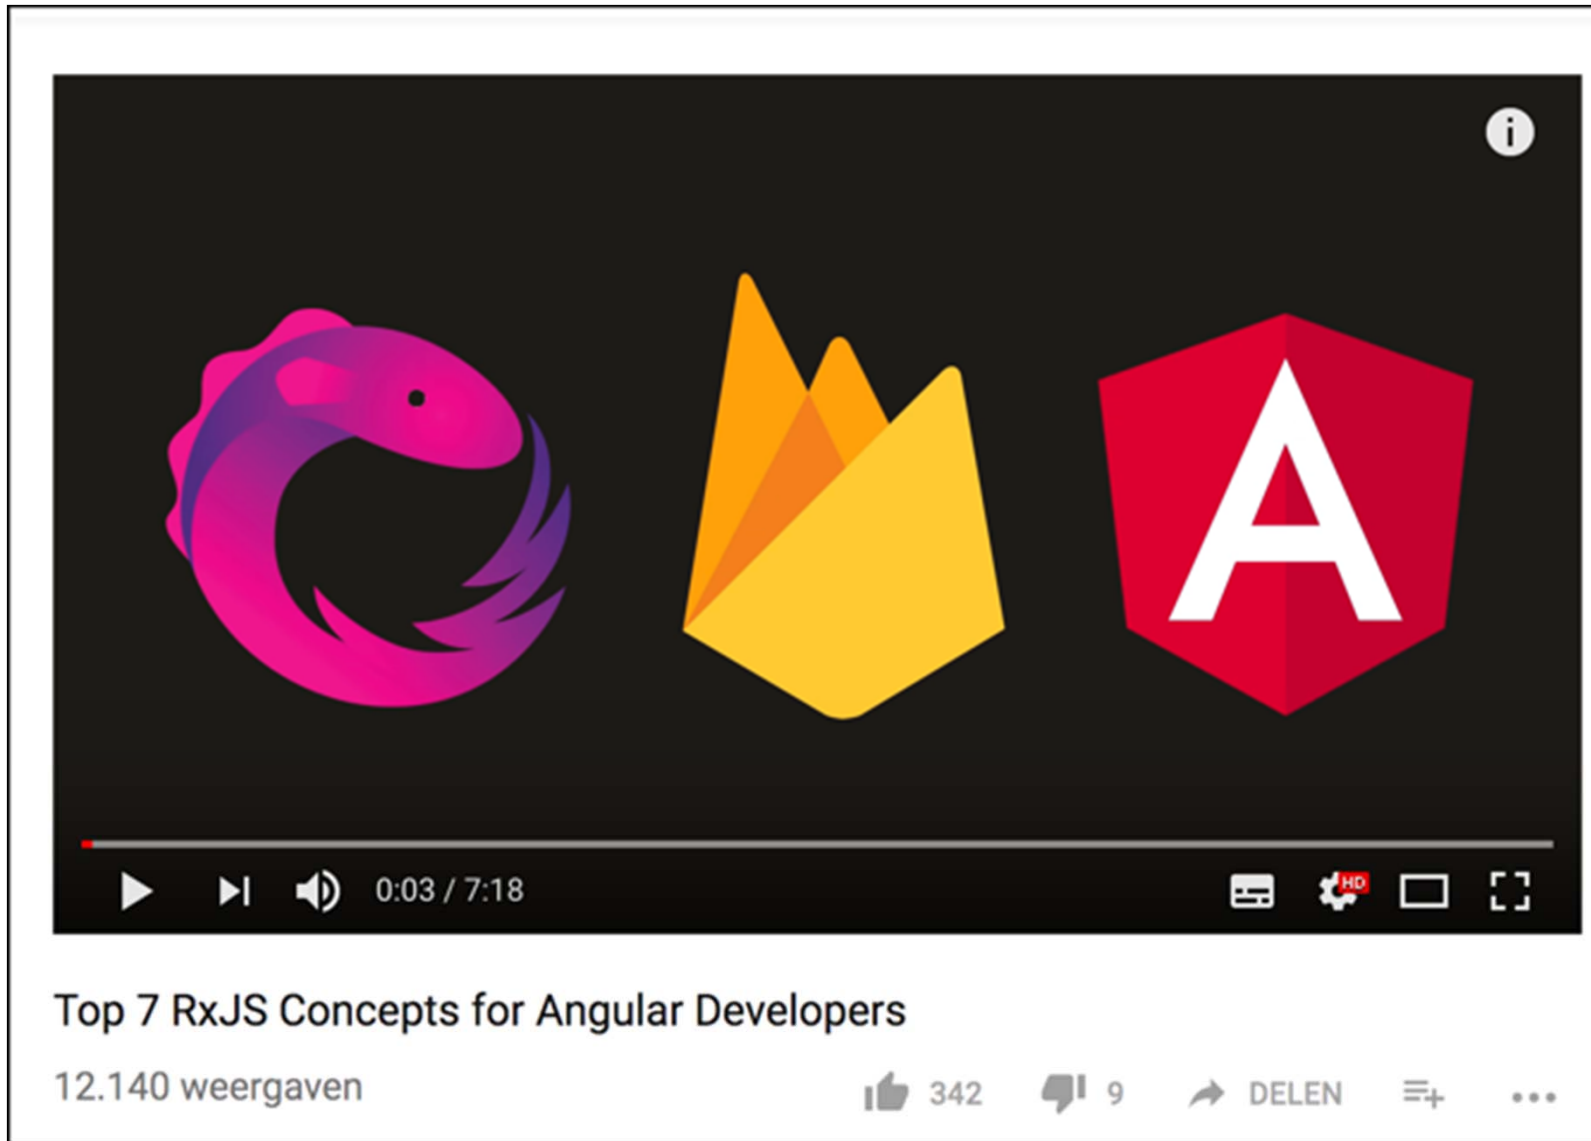 i
A
0:03 / 7:18
HD
Top 7 RxJS Concepts for Angular Developers
12.140 weergaven
342
9
DELEN